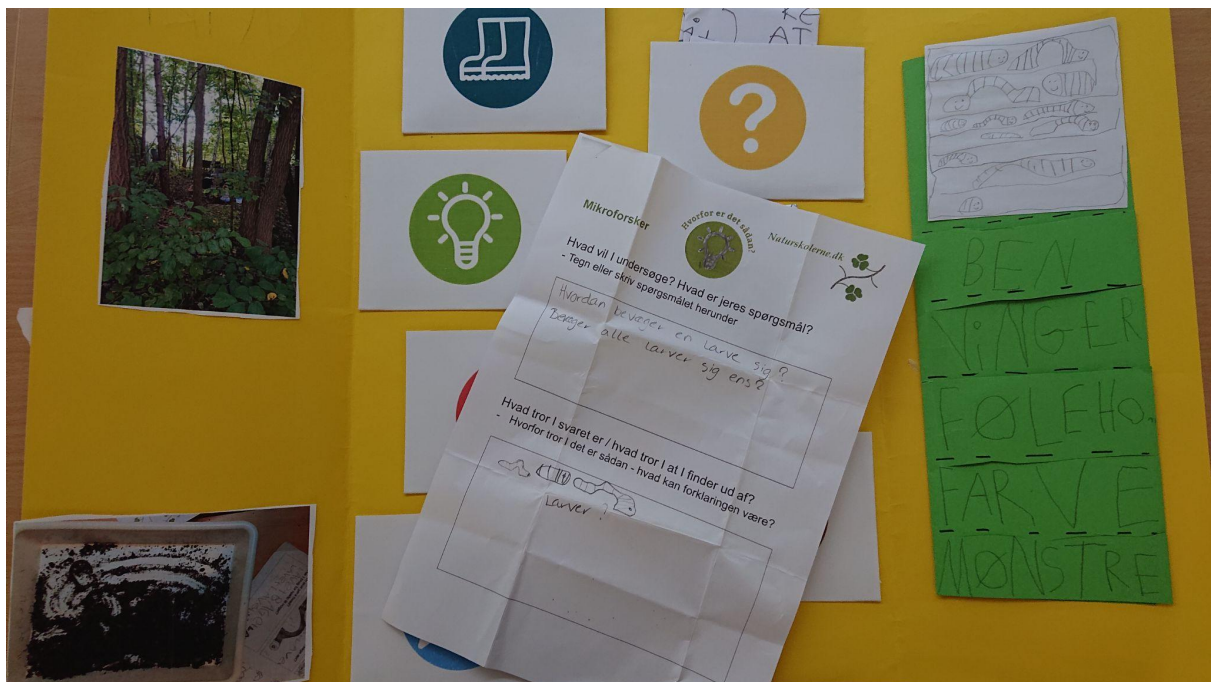 KE
AT
?
Mikroforsker
Hvorfor er det sådan?
Naturskolerne.dk
Hvad vil I undersøge? Hvad er jeres spørgsmål?
- Tegn eller skriv spørgsmålet herunder
Hvordan bevæger en larve sig?
Bevæger alle larver sig ens?
Hvad tror I svaret er / hvad tror I at I finder ud af?
- Hvorfor tror I det er sådan - hvad kan forklaringen være?
Larver?
BEN
ViNGER
FØLEHO
FARVE
MØNSTRE